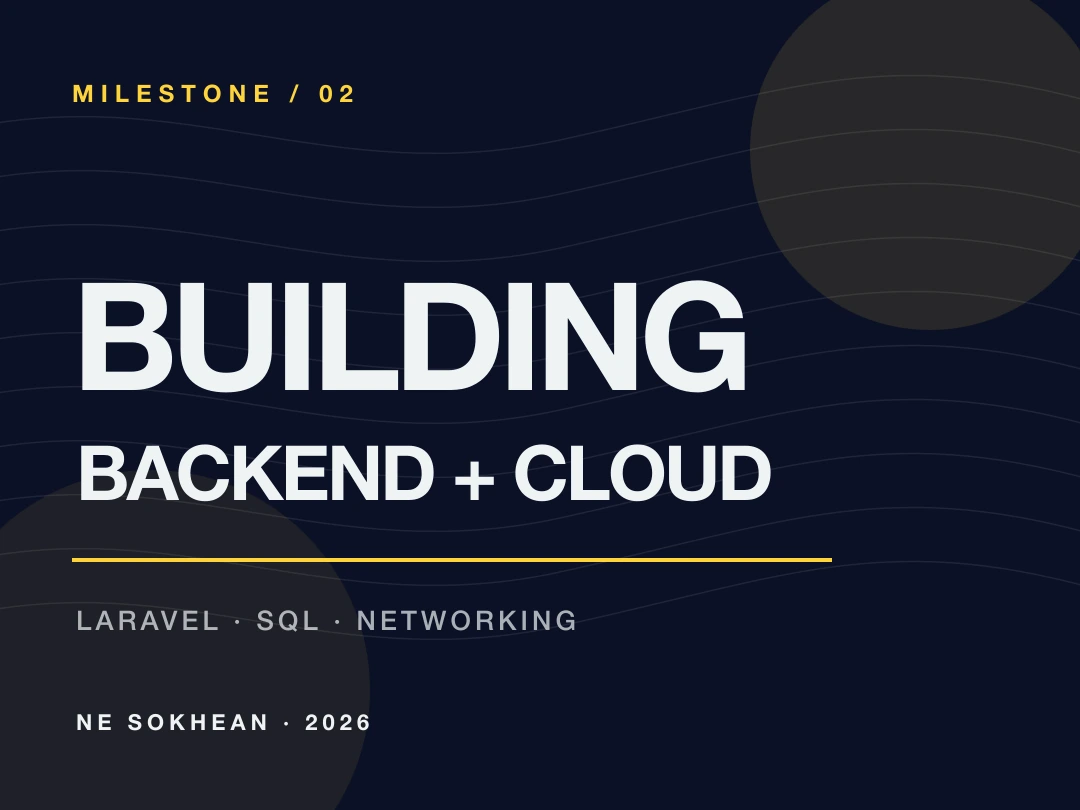 MILESTONE / 02
BUILDING
BACKEND + CLOUD
LARAVEL · SQL · NETWORKING
NE SOKHEAN · 2026